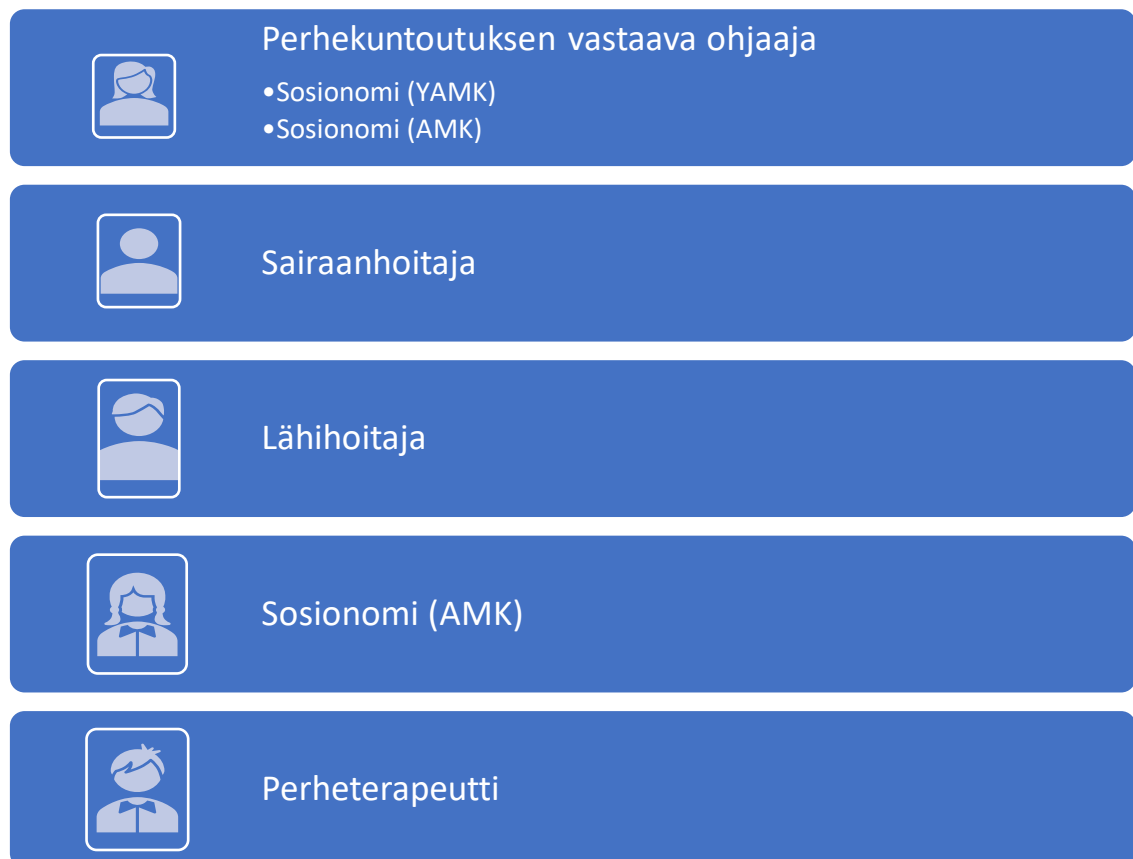 Perhekuntoutuksen vastaava ohjaaja
•Sosionomi (YAMK)
•Sosionomi (AMK)
Sairaanhoitaja
Lähihoitaja
Sosionomi (AMK)
Perheterapeutti